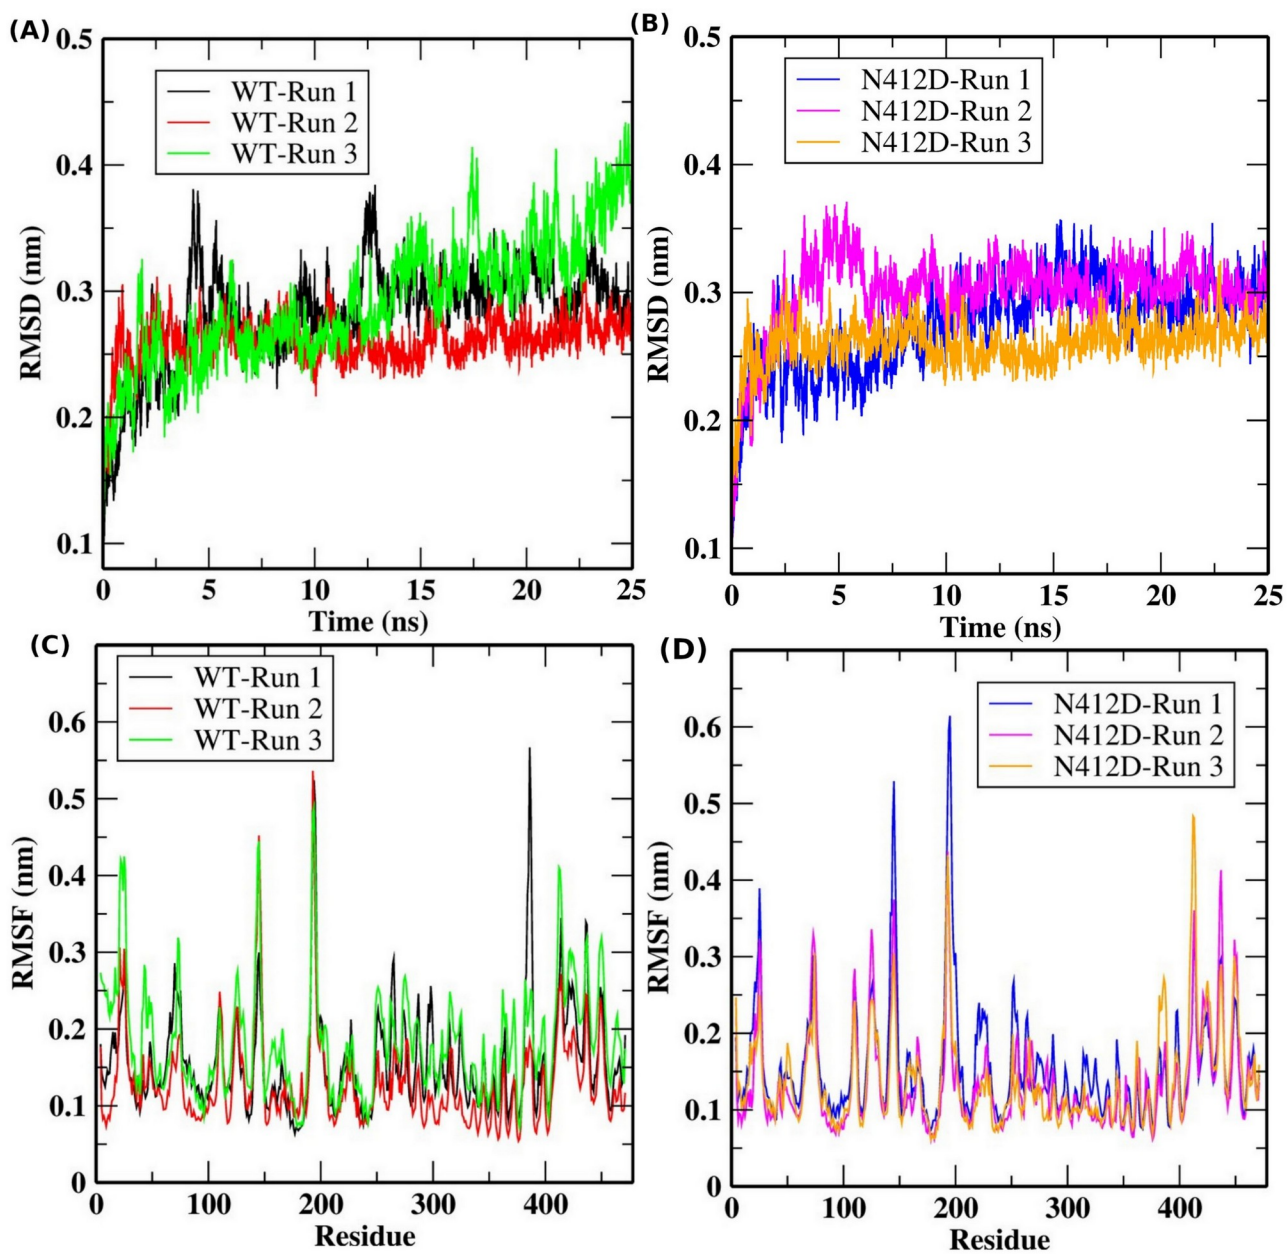 (A)
0.5
0.4
0.3
0.2
0.1
RMSD (nm)
WT-Run 1
WT-Run 2
WT-Run 3
0 5 10 15 20 25
Time (ns)
(B)
0.5
0.4
0.3
0.2
0.1
RMSD (nm)
N412D-Run 1
N412D-Run 2
N412D-Run 3
0 5 10 15 20 25
Time (ns)
(C)
0.6
0.5
0.4
0.3
0.2
0.1
0
RMSF (nm)
WT-Run 1
WT-Run 2
WT-Run 3
0 100 200 300 400
Residue
(D)
0.6
0.5
0.4
0.3
0.2
0.1
0
RMSF (nm)
N412D-Run 1
N412D-Run 2
N412D-Run 3
0 100 200 300 400
Residue